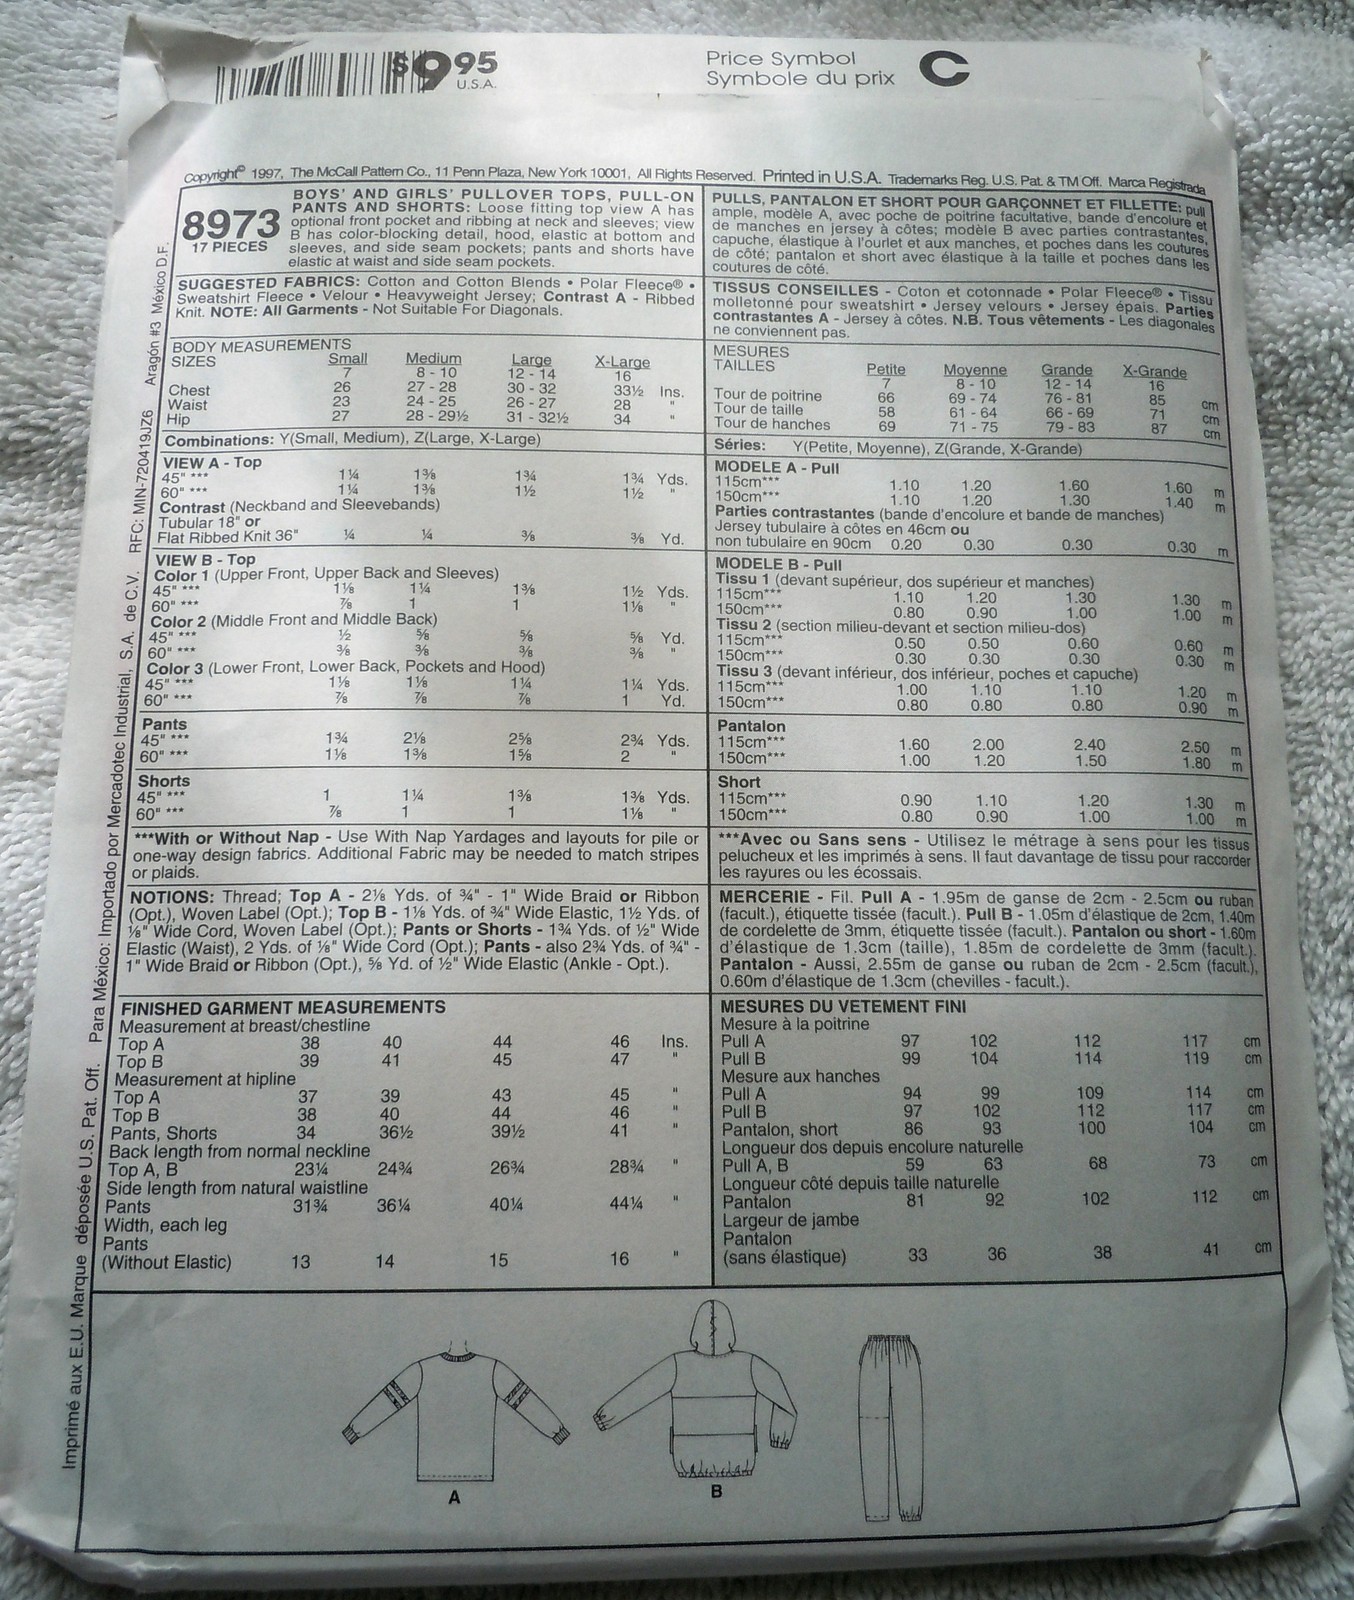 $9.95
U.S.A.
Price Symbol
Symbole du prix
C
Copyright© 1997, The McCall Pattern Co., 11 Penn Plaza, New York 10001, All Rights Reserved. Printed in U.S.A. Trademarks Reg. U.S. Pat. & TM Off. Marca Registrada
8973
17 PIECES
BOYS' AND GIRLS' PULLOVER TOPS, PULL-ON
PANTS AND SHORTS: Loose fitting top view A has
optional front pocket and ribbing at neck and sleeves; view
B has color-blocking detail, hood, elastic at bottom and
sleeves, and side seam pockets; pants and shorts have
elastic at waist and side seam pockets.
SUGGESTED FABRICS: Cotton and Cotton Blends • Polar Fleece® •
Sweatshirt Fleece • Velour • Heavyweight Jersey; Contrast A - Ribbed
Knit. NOTE: All Garments - Not Suitable For Diagonals.
BODY MEASUREMENTS
SIZES Small Medium Large X-Large
7 8 - 10 12 - 14 16
Chest 26 27 - 28 30 - 32 33½ Ins.
Waist 23 24 - 25 26 - 27 28 "
Hip 27 28 - 29½ 31 - 32½ 34 "
Combinations: Y(Small, Medium), Z(Large, X-Large)
VIEW A - Top
45" *** 1¼ 1⅜ 1¾ 1¾ Yds.
60" *** 1¼ 1⅜ 1½ 1½ "
Contrast (Neckband and Sleevebands)
Tubular 18" or
Flat Ribbed Knit 36" ¼ ¼ ⅜ ⅜ Yd.
VIEW B - Top
Color 1 (Upper Front, Upper Back and Sleeves)
45" *** 1⅛ 1¼ 1⅜ 1½ Yds.
60" *** ⅞ 1 1 1⅛ "
Color 2 (Middle Front and Middle Back)
45" *** ½ ⅝ ⅝ ⅝ Yd.
60" *** ⅜ ⅜ ⅜ ⅜ "
Color 3 (Lower Front, Lower Back, Pockets and Hood)
45" *** 1⅛ 1⅛ 1¼ 1¼ Yds.
60" *** ⅞ ⅞ ⅞ 1 Yd.
Pants
45" *** 1¾ 2⅛ 2⅝ 2¾ Yds.
60" *** 1⅛ 1⅜ 1⅝ 2 "
Shorts
45" *** 1 1¼ 1⅜ 1⅜ Yds.
60" *** ⅞ 1 1 1⅛ "
***With or Without Nap - Use With Nap Yardages and layouts for pile or
one-way design fabrics. Additional Fabric may be needed to match stripes
or plaids.
NOTIONS: Thread; Top A - 2⅛ Yds. of ¾" - 1" Wide Braid or Ribbon
(Opt.), Woven Label (Opt.); Top B - 1⅛ Yds. of ¾" Wide Elastic, 1½ Yds. of
⅛" Wide Cord, Woven Label (Opt.); Pants or Shorts - 1¾ Yds. of ½" Wide
Elastic (Waist), 2 Yds. of ⅛" Wide Cord (Opt.); Pants - also 2¾ Yds. of ¾" -
1" Wide Braid or Ribbon (Opt.), ⅝ Yd. of ½" Wide Elastic (Ankle - Opt.).
FINISHED GARMENT MEASUREMENTS
Measurement at breast/chestline
Top A 38 40 44 46 Ins.
Top B 39 41 45 47 "
Measurement at hipline
Top A 37 39 43 45 "
Top B 38 40 44 46 "
Pants, Shorts 34 36½ 39½ 41 "
Back length from normal neckline
Top A, B 23¼ 24¾ 26¾ 28¾ "
Side length from natural waistline
Pants 31¾ 36¼ 40¼ 44¼ "
Width, each leg
Pants
(Without Elastic) 13 14 15 16 "
PULLS, PANTALON ET SHORT POUR GARÇONNET ET FILLETTE: pull
ample, modèle A, avec poche de poitrine facultative, bande d'encolure et
de manches en jersey à côtes; modèle B avec parties contrastantes,
capuche, élastique à l'ourlet et aux manches, et poches dans les coutures
de côté; pantalon et short avec élastique à la taille et poches dans les
coutures de côté.
TISSUS CONSEILLES - Coton et cotonnade • Polar Fleece® • Tissu
molletonné pour sweatshirt • Jersey velours • Jersey épais. Parties
contrastantes A - Jersey à côtes. N.B. Tous vêtements - Les diagonales
ne conviennent pas.
MESURES
TAILLES Petite Moyenne Grande X-Grande
7 8 - 10 12 - 14 16
Tour de poitrine 66 69 - 74 76 - 81 85 cm
Tour de taille 58 61 - 64 66 - 69 71 cm
Tour de hanches 69 71 - 75 79 - 83 87 cm
Séries: Y(Petite, Moyenne), Z(Grande, X-Grande)
MODELE A - Pull
115cm*** 1.10 1.20 1.60 1.60 m
150cm*** 1.10 1.20 1.30 1.40 m
Parties contrastantes (bande d'encolure et bande de manches)
Jersey tubulaire à côtes en 46cm ou
non tubulaire en 90cm 0.20 0.30 0.30 0.30 m
MODELE B - Pull
Tissu 1 (devant supérieur, dos supérieur et manches)
115cm*** 1.10 1.20 1.30 1.30 m
150cm*** 0.80 0.90 1.00 1.00 m
Tissu 2 (section milieu-devant et section milieu-dos)
115cm*** 0.50 0.50 0.60 0.60 m
150cm*** 0.30 0.30 0.30 0.30 m
Tissu 3 (devant inférieur, dos inférieur, poches et capuche)
115cm*** 1.00 1.10 1.10 1.20 m
150cm*** 0.80 0.80 0.80 0.90 m
Pantalon
115cm*** 1.60 2.00 2.40 2.50 m
150cm*** 1.00 1.20 1.50 1.80 m
Short
115cm*** 0.90 1.10 1.20 1.30 m
150cm*** 0.80 0.90 1.00 1.00 m
***Avec ou Sans sens - Utilisez le métrage à sens pour les tissus
pelucheux et les imprimés à sens. Il faut davantage de tissu pour raccorder
les rayures ou les écossais.
MERCERIE - Fil. Pull A - 1.95m de ganse de 2cm - 2.5cm ou ruban
(facult.), étiquette tissée (facult.). Pull B - 1.05m d'élastique de 2cm, 1.40m
de cordelette de 3mm, étiquette tissée (facult.). Pantalon ou short - 1.60m
d'élastique de 1.3cm (taille), 1.85m de cordelette de 3mm (facult.).
Pantalon - Aussi, 2.55m de ganse ou ruban de 2cm - 2.5cm (facult.),
0.60m d'élastique de 1.3cm (chevilles - facult.).
MESURES DU VETEMENT FINI
Mesure à la poitrine
Pull A 97 102 112 117 cm
Pull B 99 104 114 119 cm
Mesure aux hanches
Pull A 94 99 109 114 cm
Pull B 97 102 112 117 cm
Pantalon, short 86 93 100 104 cm
Longueur dos depuis encolure naturelle
Pull A, B 59 63 68 73 cm
Longueur côté depuis taille naturelle
Pantalon 81 92 102 112 cm
Largeur de jambe
Pantalon
(sans élastique) 33 36 38 41 cm
A
B
Imprimé aux E.U. Marque déposée U.S. Pat. Off. Para México: Importado por Mercadotec Industrial, S.A. de C.V. RFC: MIN-720419JZ6 Aragón #3 México D.F.